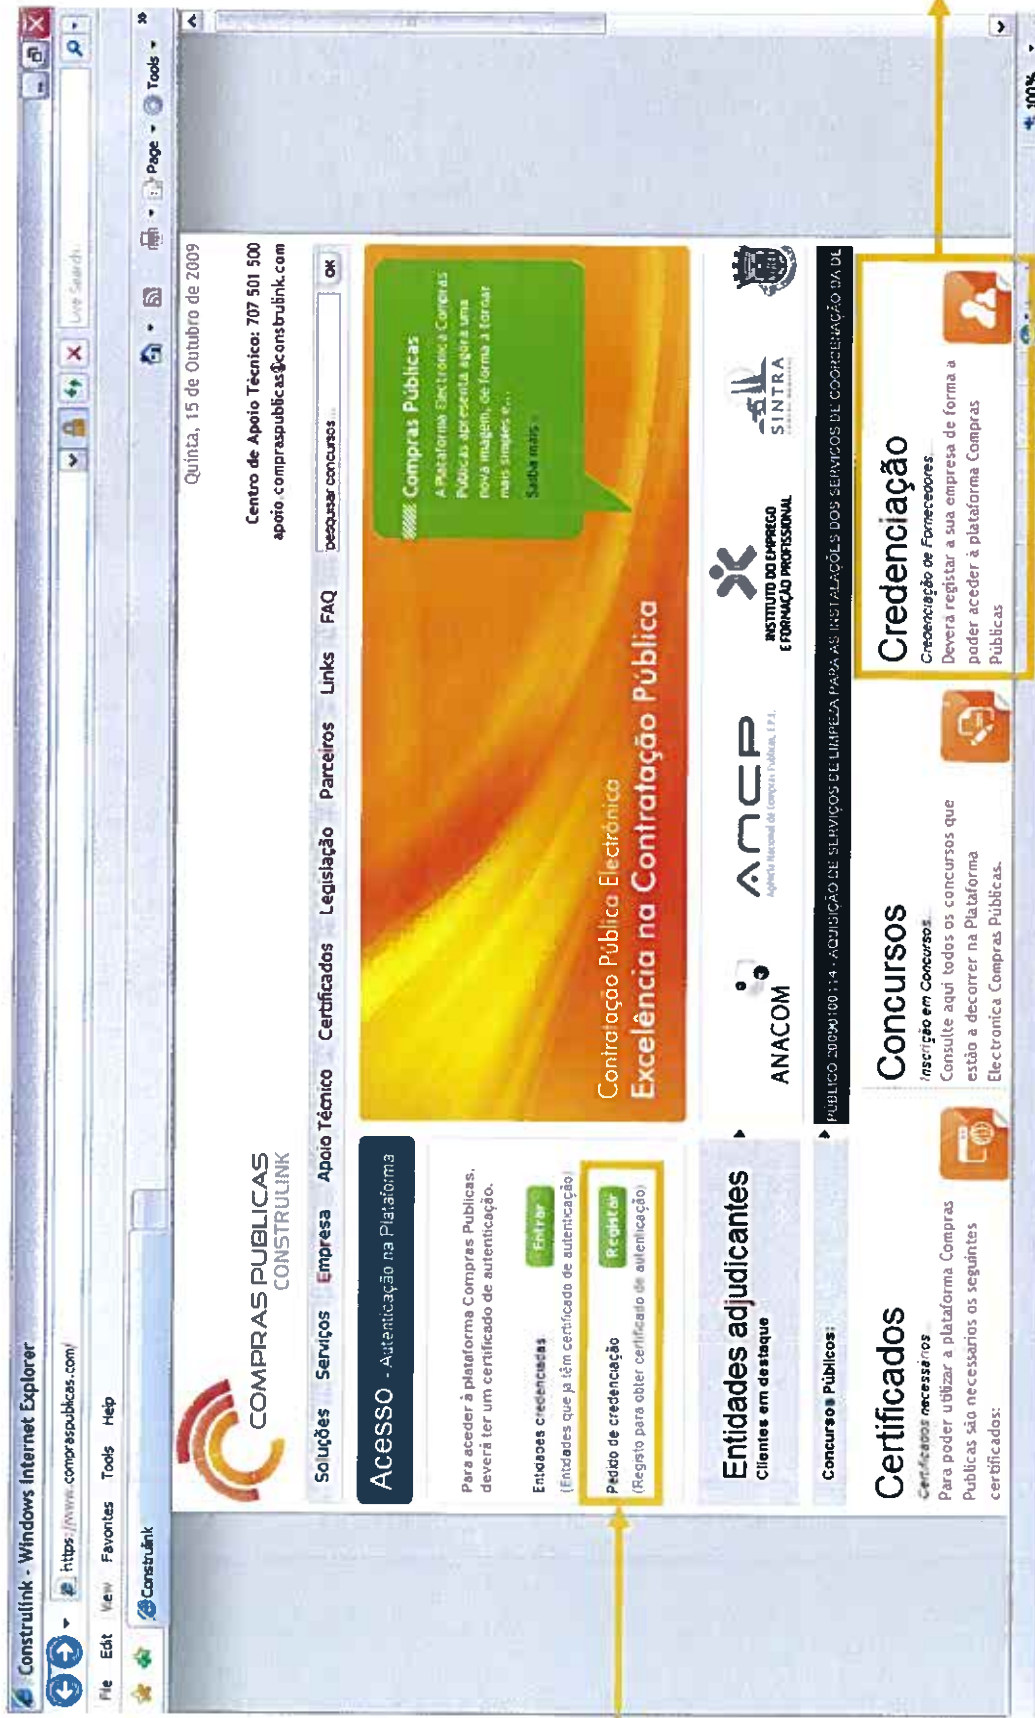 Construlink - Windows Internet Explorer
https://www.compraspublicas.com/
Live Search
File Edit View Favorites Tools Help
Construlink
Page Tools
Quinta, 15 de Outubro de 2009
COMPRAS PUBLICAS
CONSTRULINK
Centro de Apoio Técnico: 707 501 500
apoio.compraspublicas@construlink.com
Soluções Serviços Empresa Apoio Técnico Certificados Legislação Parceiros Links FAQ pesquisar concursos OK
Acesso - Autenticação na Plataforma
Para aceder à plataforma Compras Publicas,
deverá ter um certificado de autenticação.
Entidades credenciadas
(Entidades que já têm certificado de autenticação)
Entrar
Pedido de credenciação
(Registo para obter certificado de autenticação)
Registar
Compras Públicas
A Plataforma Electrónica Compras
Públicas apresenta agora uma
nova imagem, de forma a tornar
mais simples e...
Saiba mais
Contratação Pública Electrónica
Excelência na Contratação Pública
Entidades adjudicantes
Clientes em destaque
ANACOM
ANCP
Agência Nacional de Compras Públicas, E.P.E.
INSTITUTO DO EMPREGO
E FORMAÇÃO PROFISSIONAL
SINTRA
Concursos Públicos:
PUBLICO 20090100114 - AQUISIÇÃO DE SERVIÇOS DE LIMPEZA PARA AS INSTALAÇÕES DOS SERVICOS DE COORDENAÇÃO DA DE
Certificados
Certificados necessários
Para poder utilizar a plataforma Compras
Publicas são necessarios os seguintes
certificados:
Concursos
Inscrição em Concursos
Consulte aqui todos os concursos que
estão a decorrer na Plataforma
Electronica Compras Públicas.
Credenciação
Credenciação de Fornecedores
Deverá registar a sua empresa de forma a
poder aceder à plataforma Compras
Públicas
100%